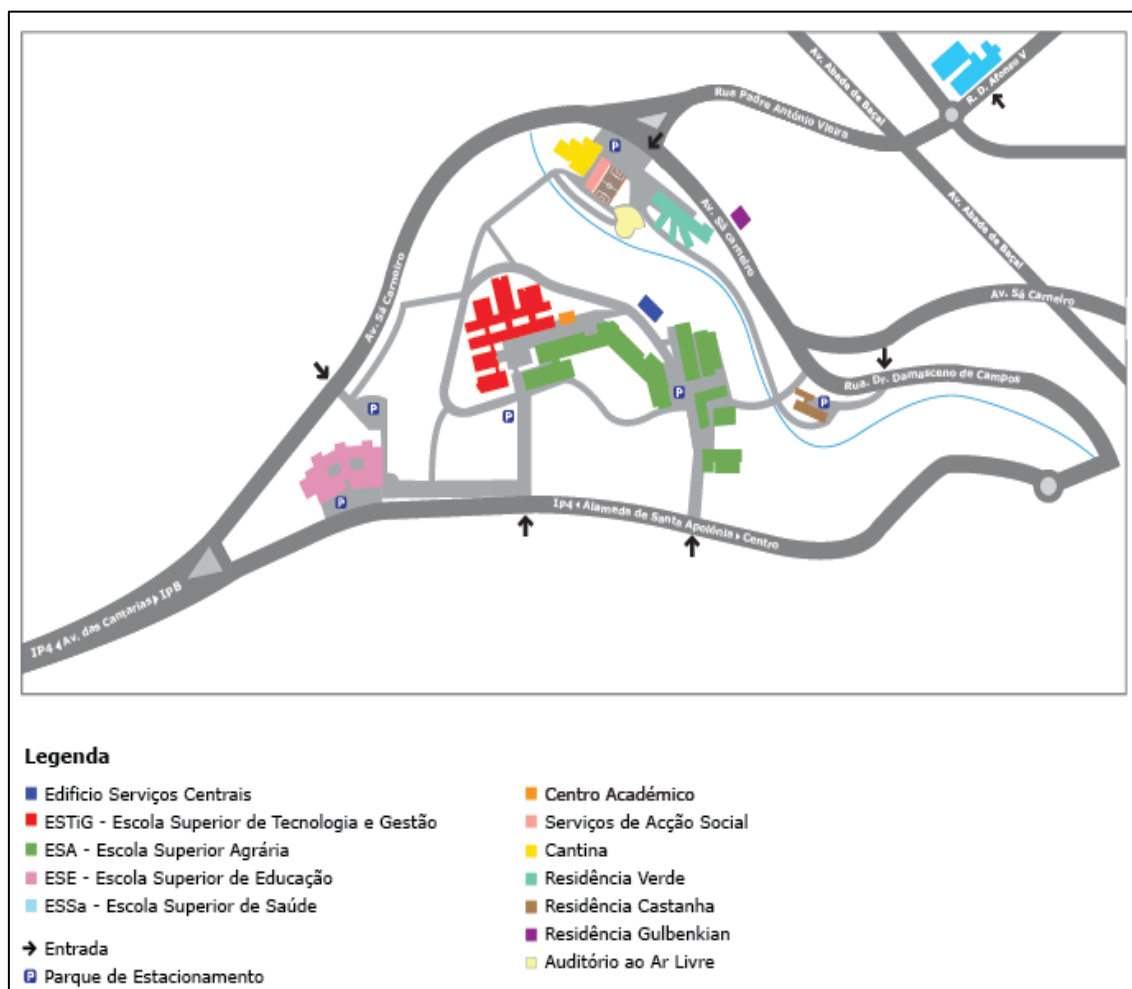 Av. Abade de Baçal
R. D. Afonso V
Rua Padre António Vieira
P
Av. Sá carneiro
Av. Abade de Baçal
Av. Sá Carneiro
Av. Sá Carneiro
Rua. Dr. Damasceno de Campos
P
P
P
P
P
Ip4 Alameda de Santa Apolónia Centro
IP4 Av. das Cantarias IpB
Legenda
Edificio Serviços Centrais
ESTiG - Escola Superior de Tecnologia e Gestão
ESA - Escola Superior Agrária
ESE - Escola Superior de Educação
ESSa - Escola Superior de Saúde
Entrada
P Parque de Estacionamento
Centro Académico
Serviços de Acção Social
Cantina
Residência Verde
Residência Castanha
Residência Gulbenkian
Auditório ao Ar Livre